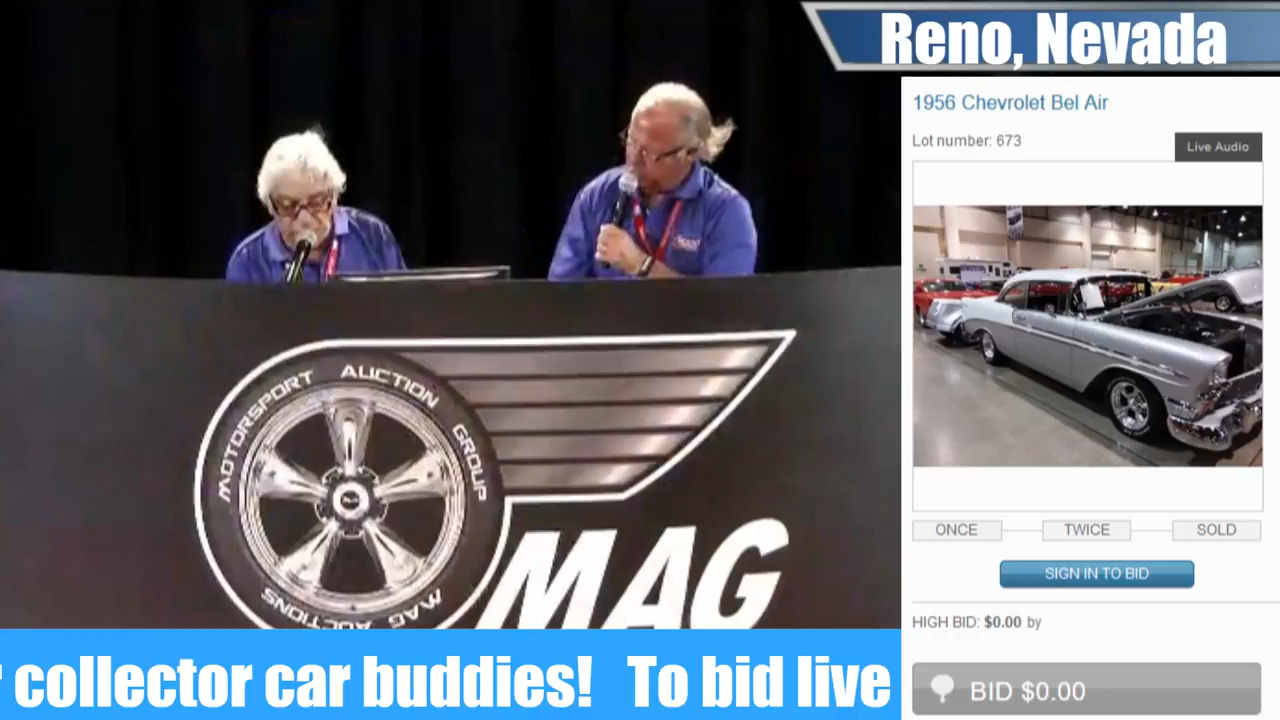 Reno, Nevada
1956 Chevrolet Bel Air
Lot number: 673
Live Audio
MOTORSPORT AUCTION GROUP
MAG AUCTIONS
MAG
ONCE
TWICE
SOLD
SIGN IN TO BID
HIGH BID: $0.00 by
BID $0.00
collector car buddies! To bid live